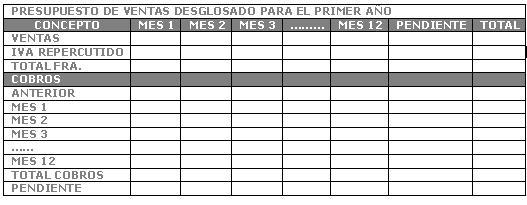 PRESUPUESTO DE VENTAS DESGLOSADO PARA EL PRIMER AÑO
CONCEPTO MES 1 MES 2 MES 3 ......... MES 12 PENDIENTE TOTAL
VENTAS
IVA REPERCUTIDO
TOTAL FRA.
COBROS
ANTERIOR
MES 1
MES 2
MES 3
......
MES 12
TOTAL COBROS
PENDIENTE